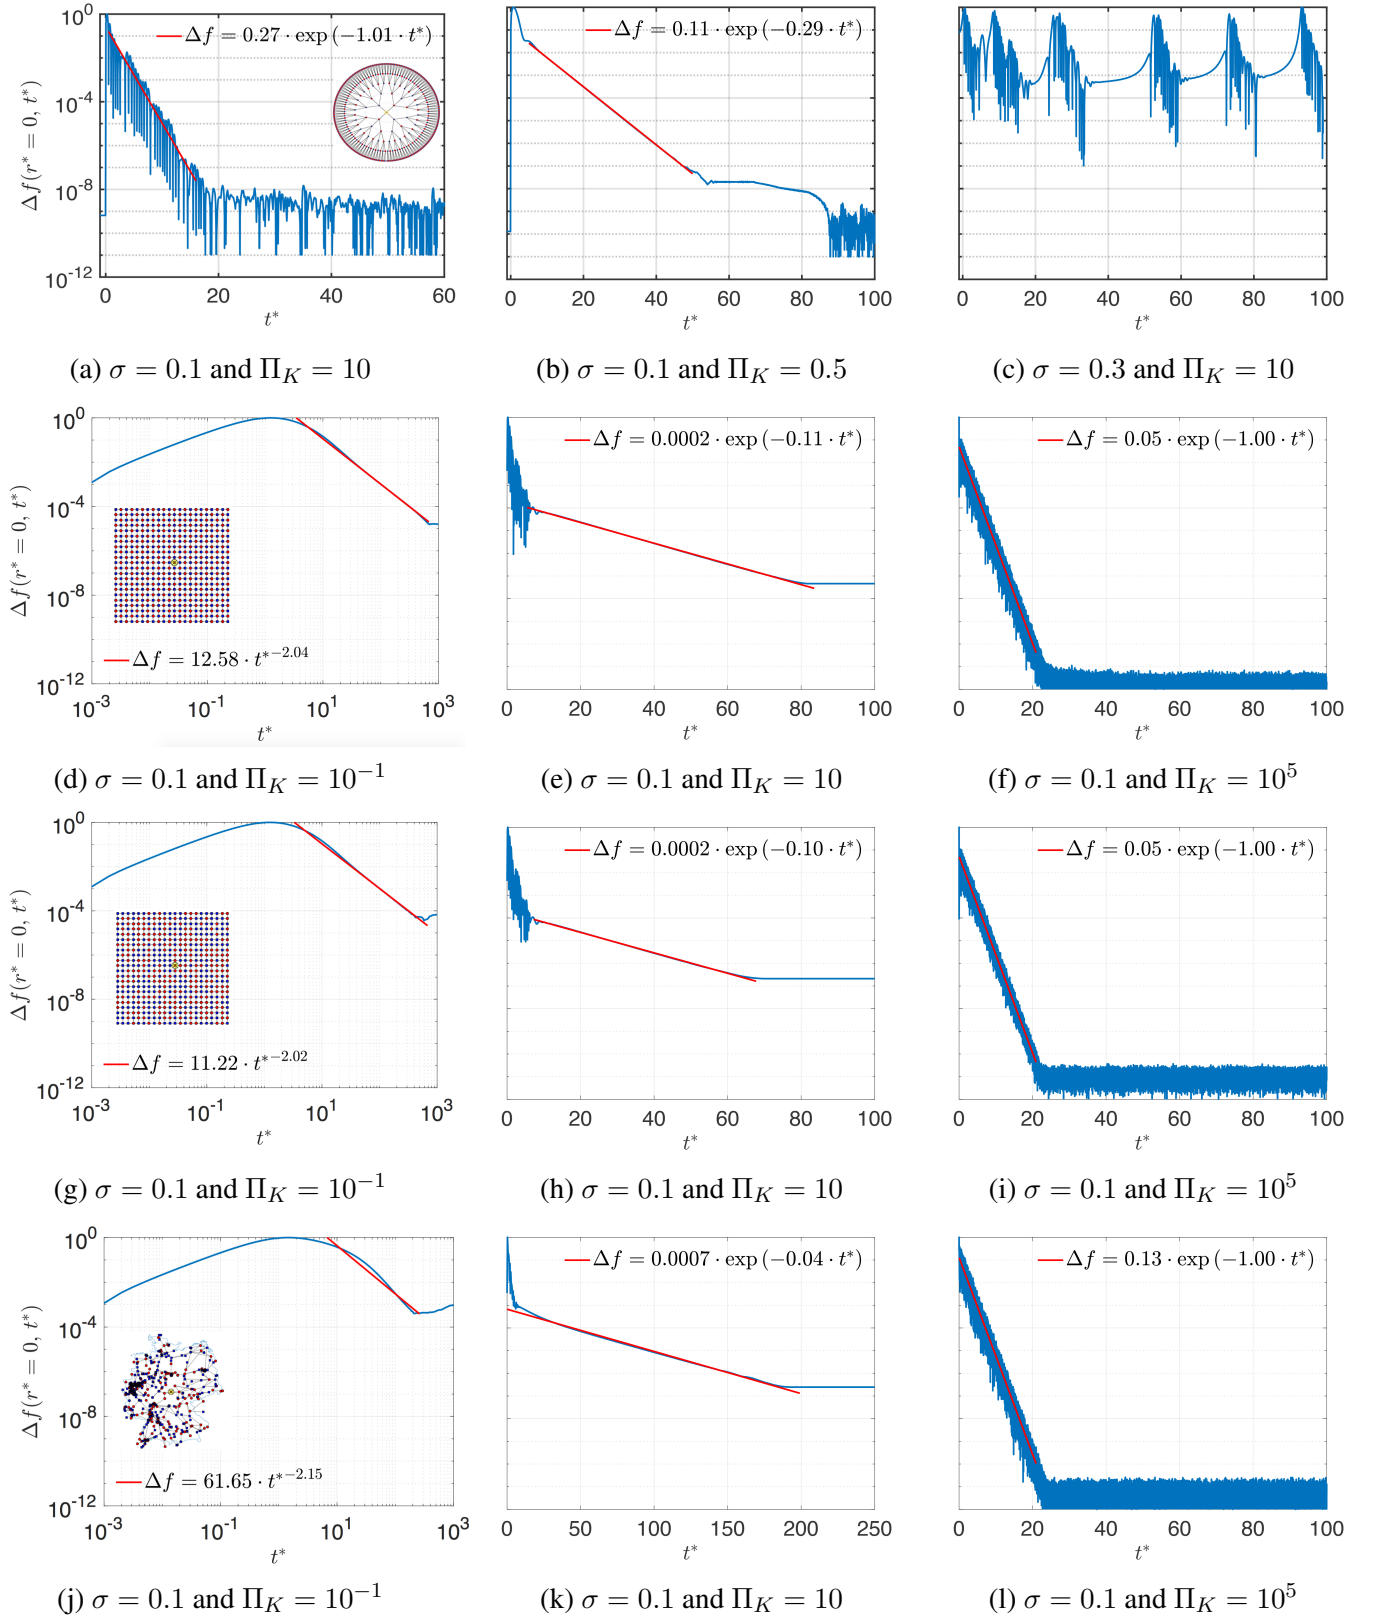 Δf = 0.27 · exp (−1.01 · t*)
Δf(r* = 0, t*)
10^0
10^-4
10^-8
10^-12
0 20 40 60
t*
(a) σ = 0.1 and Π_K = 10
Δf = 0.11 · exp (−0.29 · t*)
0 20 40 60 80 100
t*
(b) σ = 0.1 and Π_K = 0.5
0 20 40 60 80 100
t*
(c) σ = 0.3 and Π_K = 10
Δf(r* = 0, t*)
10^0
10^-4
10^-8
10^-12
Δf = 12.58 · t*^−2.04
10^-3 10^-1 10^1 10^3
t*
(d) σ = 0.1 and Π_K = 10^−1
Δf = 0.0002 · exp (−0.11 · t*)
0 20 40 60 80 100
t*
(e) σ = 0.1 and Π_K = 10
Δf = 0.05 · exp (−1.00 · t*)
0 20 40 60 80 100
t*
(f) σ = 0.1 and Π_K = 10^5
Δf(r* = 0, t*)
10^0
10^-4
10^-8
10^-12
Δf = 11.22 · t*^−2.02
10^-3 10^-1 10^1 10^3
t*
(g) σ = 0.1 and Π_K = 10^−1
Δf = 0.0002 · exp (−0.10 · t*)
0 20 40 60 80 100
t*
(h) σ = 0.1 and Π_K = 10
Δf = 0.05 · exp (−1.00 · t*)
0 20 40 60 80 100
t*
(i) σ = 0.1 and Π_K = 10^5
Δf(r* = 0, t*)
10^0
10^-4
10^-8
10^-12
Δf = 61.65 · t*^−2.15
10^-3 10^-1 10^1 10^3
t*
(j) σ = 0.1 and Π_K = 10^−1
Δf = 0.0007 · exp (−0.04 · t*)
0 50 100 150 200 250
t*
(k) σ = 0.1 and Π_K = 10
Δf = 0.13 · exp (−1.00 · t*)
0 20 40 60 80 100
t*
(l) σ = 0.1 and Π_K = 10^5